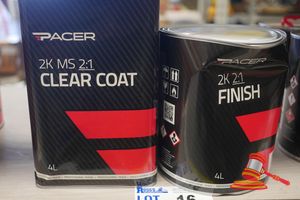 PACER
2K MS 2:1
CLEAR COAT
4L
PACER
2K 2:1
FINISH
4L
LOT 16